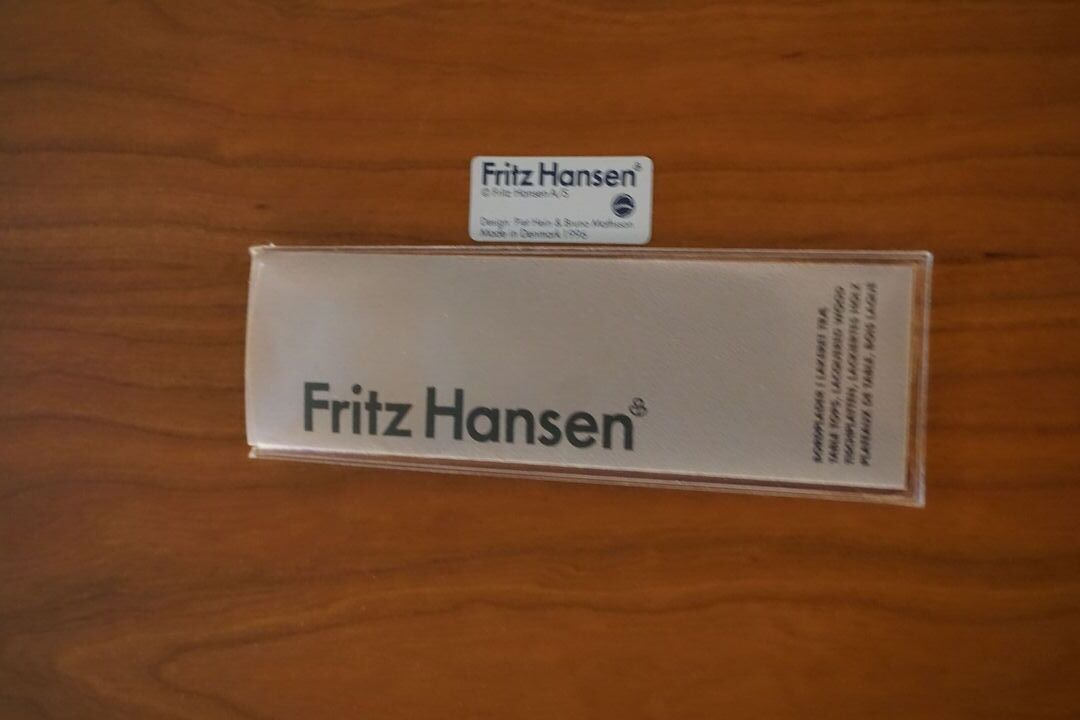 Fritz Hansen®
© Fritz Hansen A/S
Design: Piet Hein & Bruno Mathsson
Made in Denmark 1996
Fritz Hansen
BORDPLADER I LAKERET TRÆ
TABLE TOPS, LACQUERED WOOD
TISCHPLATTEN, LACKIERTES HOLZ
PLATEAUX DE TABLE, BOIS LAQUE